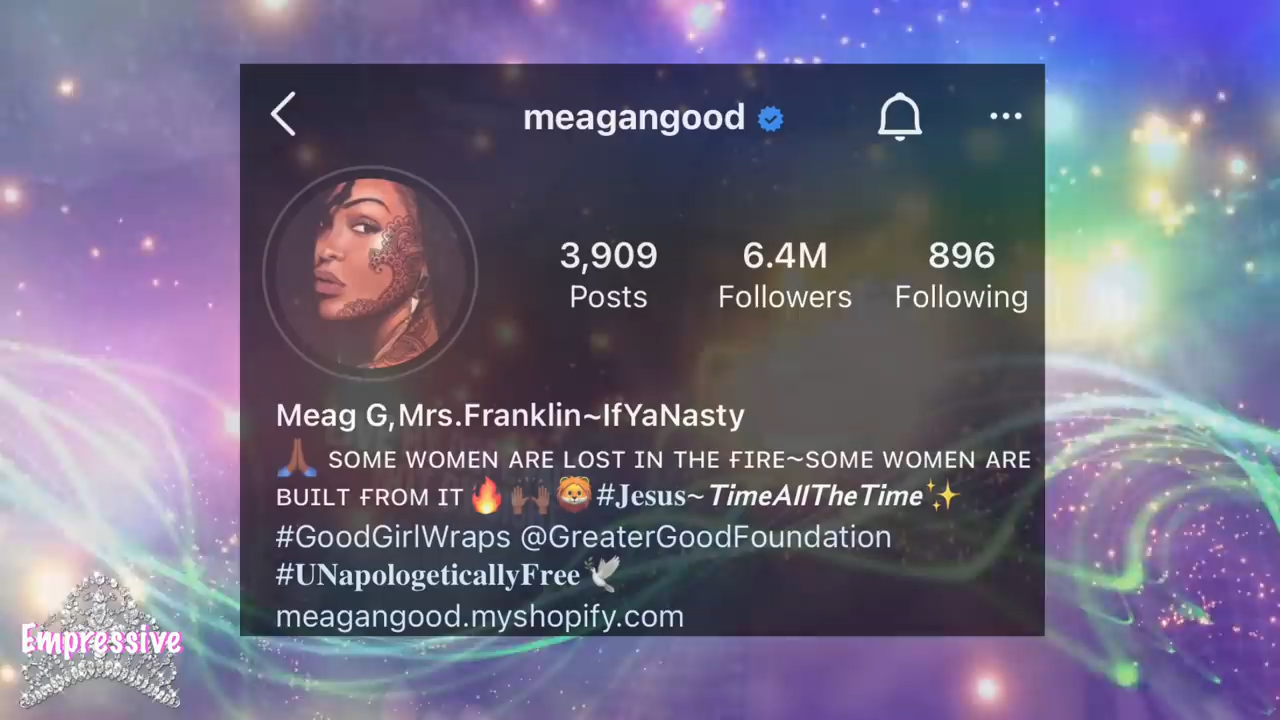 meagangood
3,909 6.4M 896
Posts Followers Following
Meag G,Mrs.Franklin~IfYaNasty
🙏🏾 SOME WOMEN ARE LOST IN THE FIRE~SOME WOMEN ARE
BUILT FROM IT 🔥🙌🏾🦁#Jesus~TimeAllTheTime✨
#GoodGirlWraps @GreaterGoodFoundation
#UNapologeticallyFree🕊
meagangood.myshopify.com
Empressive